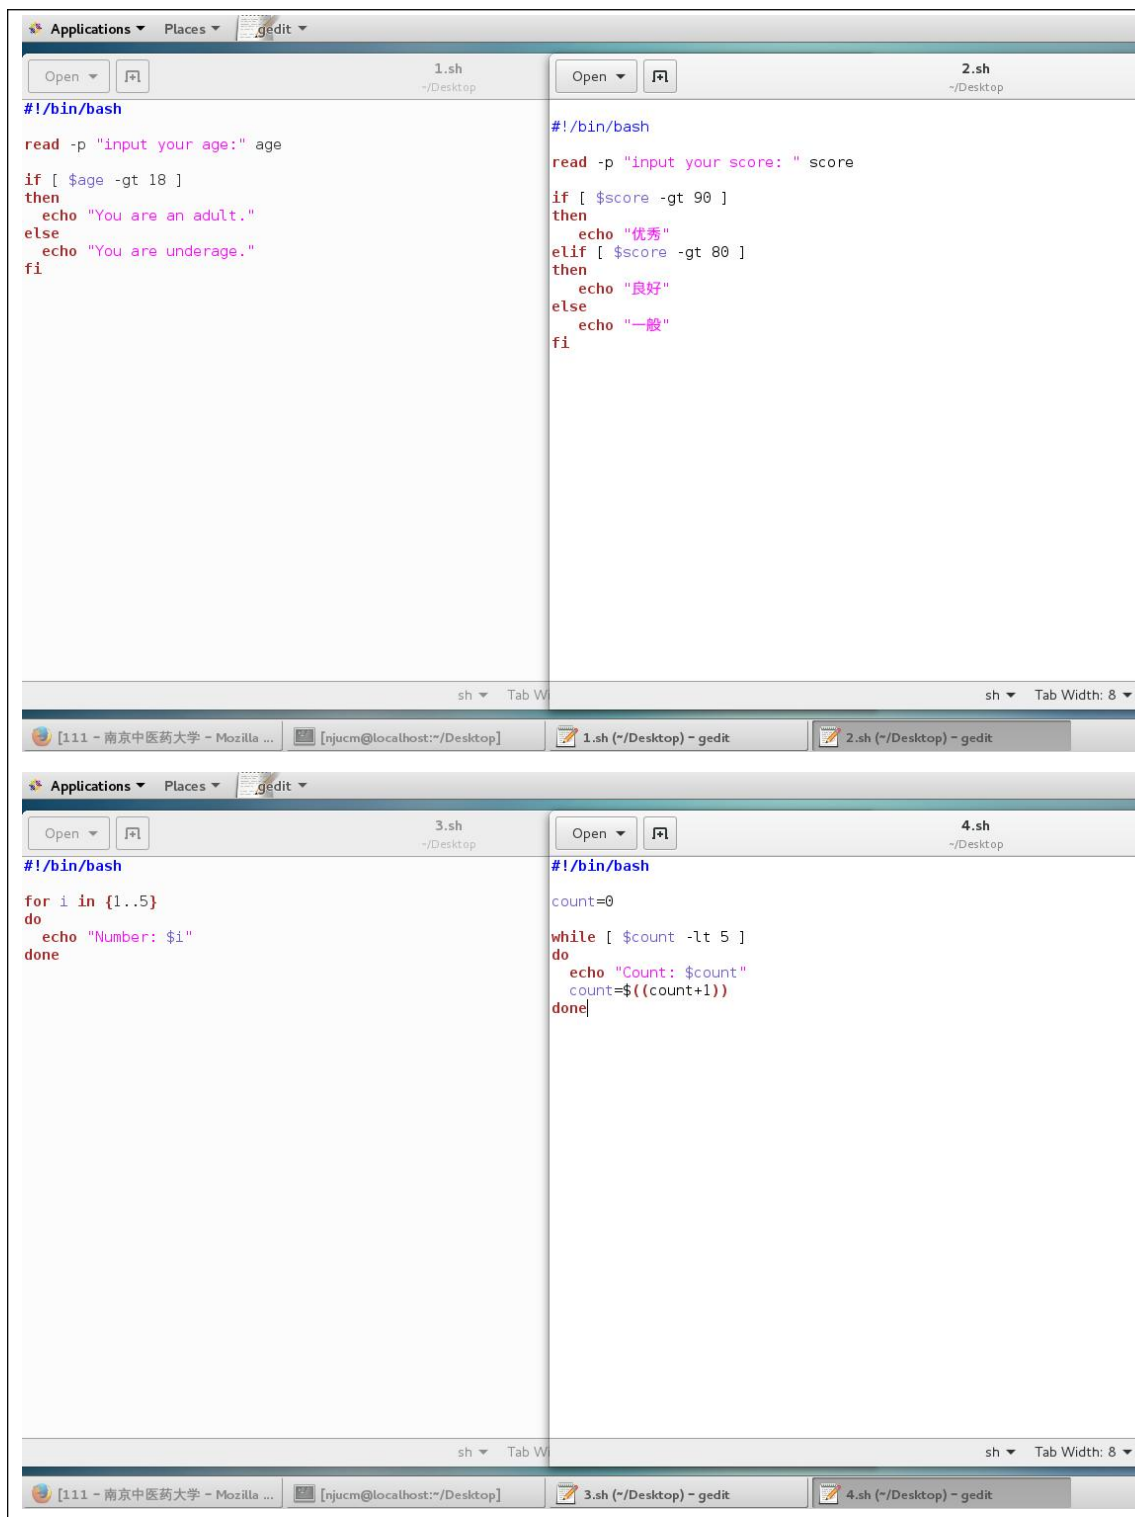 Applications Places gedit
Open
1.sh
~/Desktop
#!/bin/bash
read -p "input your age:" age
if [ $age -gt 18 ]
then
  echo "You are an adult."
else
  echo "You are underage."
fi
sh Tab Wi
Open
2.sh
~/Desktop
#!/bin/bash
read -p "input your score: " score
if [ $score -gt 90 ]
then
   echo "优秀"
elif [ $score -gt 80 ]
then
   echo "良好"
else
   echo "一般"
fi
sh Tab Width: 8
[111 - 南京中医药大学 - Mozilla ... [njucm@localhost:~/Desktop] 1.sh (~/Desktop) - gedit 2.sh (~/Desktop) - gedit
Applications Places gedit
Open
3.sh
~/Desktop
#!/bin/bash
for i in {1..5}
do
  echo "Number: $i"
done
sh Tab Wi
Open
4.sh
~/Desktop
#!/bin/bash
count=0
while [ $count -lt 5 ]
do
  echo "Count: $count"
  count=$((count+1))
done
sh Tab Width: 8
[111 - 南京中医药大学 - Mozilla ... [njucm@localhost:~/Desktop] 3.sh (~/Desktop) - gedit 4.sh (~/Desktop) - gedit